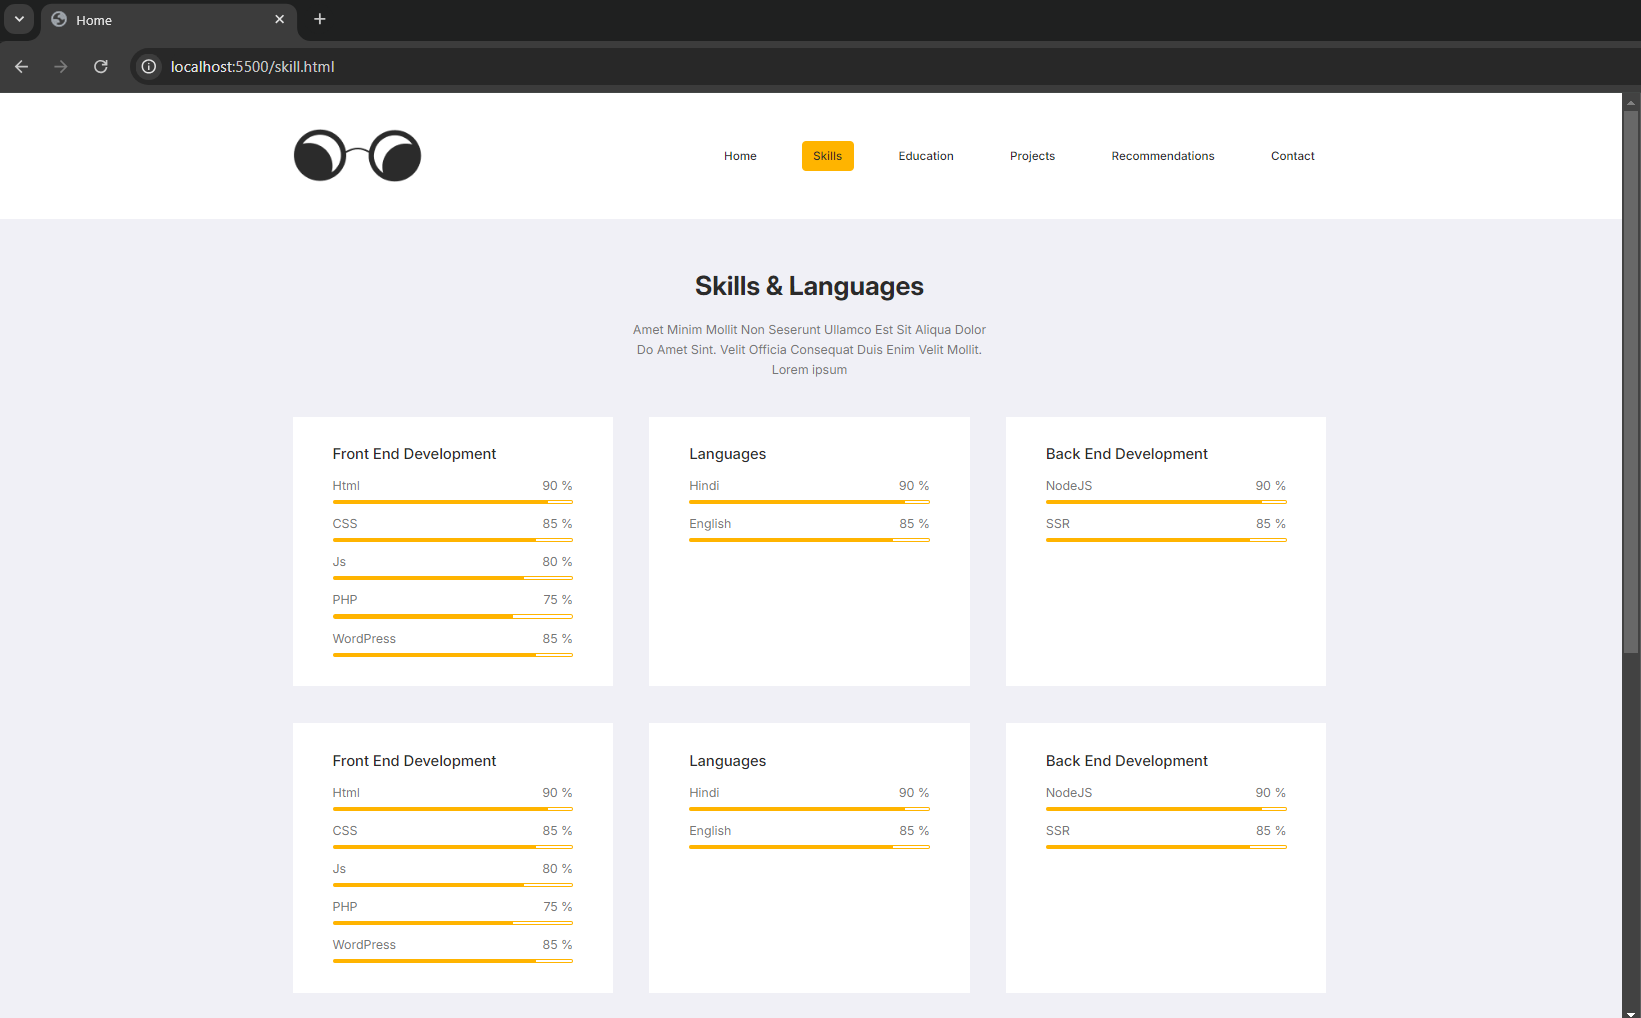 Home
localhost:5500/skill.html
Home Skills Education Projects Recommendations Contact
Skills & Languages
Amet Minim Mollit Non Seserunt Ullamco Est Sit Aliqua Dolor
Do Amet Sint. Velit Officia Consequat Duis Enim Velit Mollit.
Lorem ipsum
Front End Development
Html 90 %
CSS 85 %
Js 80 %
PHP 75 %
WordPress 85 %
Languages
Hindi 90 %
English 85 %
Back End Development
NodeJS 90 %
SSR 85 %
Front End Development
Html 90 %
CSS 85 %
Js 80 %
PHP 75 %
WordPress 85 %
Languages
Hindi 90 %
English 85 %
Back End Development
NodeJS 90 %
SSR 85 %